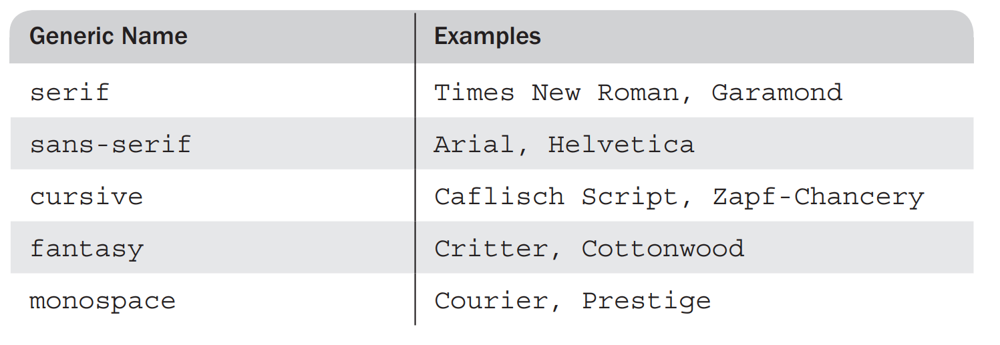 Generic Name Examples
serif Times New Roman, Garamond
sans-serif Arial, Helvetica
cursive Caflisch Script, Zapf-Chancery
fantasy Critter, Cottonwood
monospace Courier, Prestige